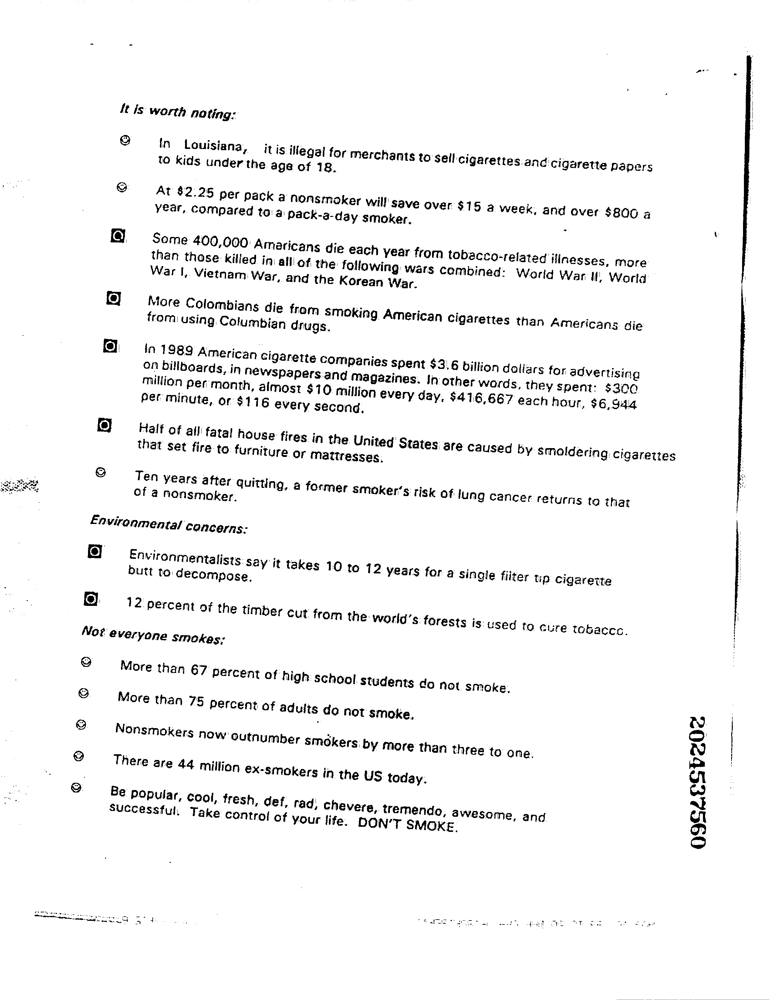 It is worth noting:
In Louisiana, it is illegal for merchants to sell cigarettes and cigarette papers
to kids under the age of 18.
At $2.25 per pack a nonsmoker will save over $15 a week, and over $800 a
year, compared to a pack-a-day smoker.
Some 400,000 Americans die each year from tobacco-related illnesses, more
than those killed in all of the following wars combined: World War II, World
War I, Vietnam War, and the Korean War.
More Colombians die from smoking American cigarettes than Americans die
from using Columbian drugs.
In 1989 American cigarette companies spent $3.6 billion dollars for advertising
on billboards, in newspapers and magazines. In other words, they spent: $300
million per month, almost $10 million every day, $416,667 each hour, $6,944
per minute, or $116 every second.
Half of all fatal house fires in the United States are caused by smoldering cigarettes
that set fire to furniture or mattresses.
Ten years after quitting, a former smoker's risk of lung cancer returns to that
of a nonsmoker.
Environmental concerns:
Environmentalists say it takes 10 to 12 years for a single filter tip cigarette
butt to decompose.
12 percent of the timber cut from the world's forests is used to cure tobacco.
Not everyone smokes:
More than 67 percent of high school students do not smoke.
More than 75 percent of adults do not smoke.
Nonsmokers now outnumber smokers by more than three to one.
There are 44 million ex-smokers in the US today.
Be popular, cool, fresh, def, rad, chevere, tremendo, awesome, and
successful. Take control of your life. DON'T SMOKE.
2024537560